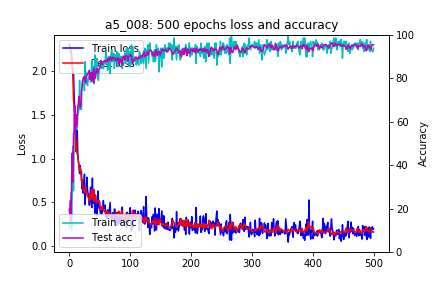 a5_008: 500 epochs loss and accuracy
Train loss
Test loss
Train acc
Test acc
Loss
Accuracy
2.0
1.5
1.0
0.5
0.0
100
80
60
40
20
0
0 100 200 300 400 500